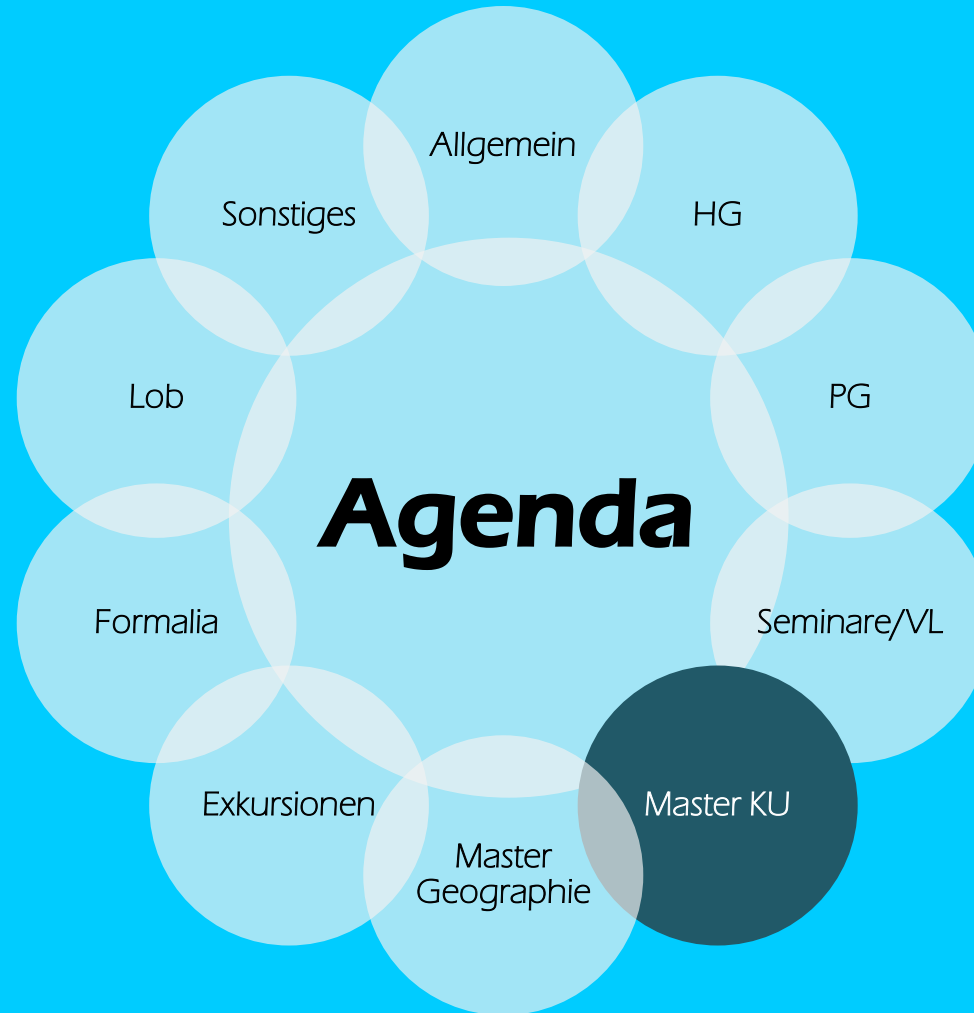 Allgemein
Sonstiges
HG
Lob
PG
Agenda
Formalia
Seminare/VL
Exkursionen
Master KU
Master
Geographie